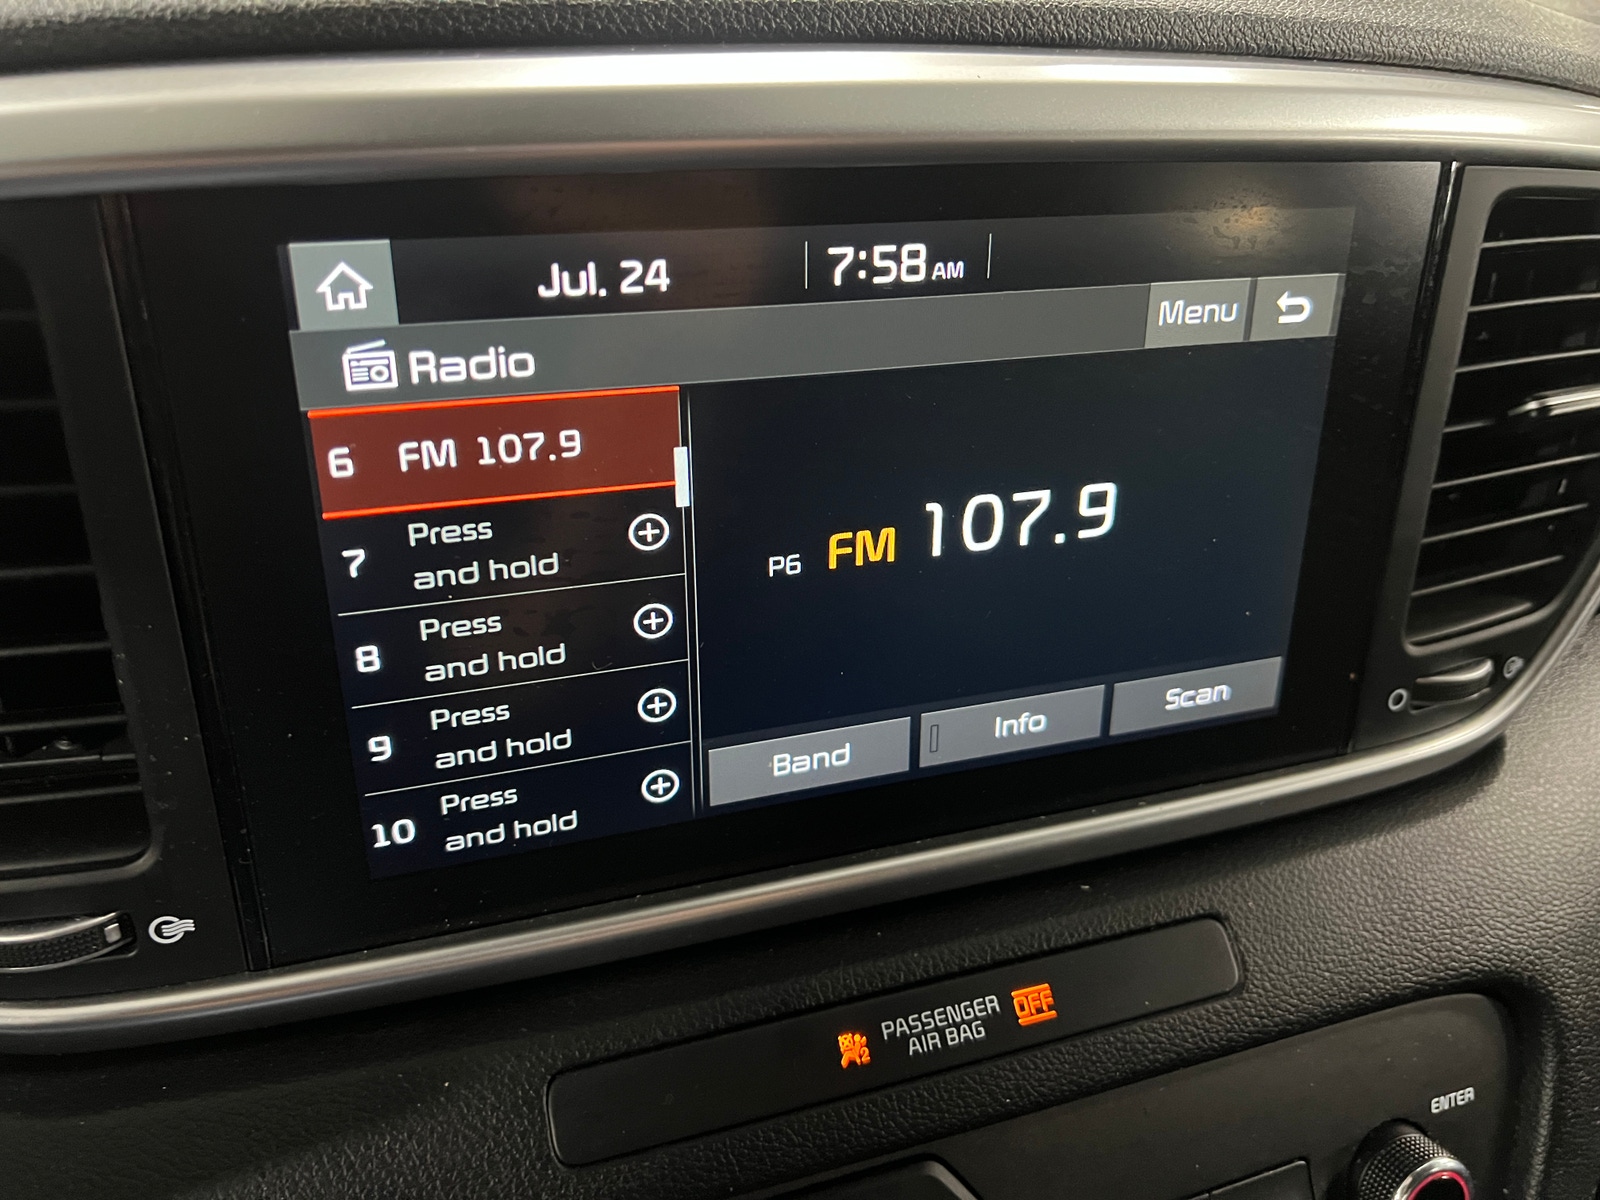 Jul. 24
7:58 AM
Menu
Radio
6 FM 107.9
7 Press
and hold
8 Press
and hold
9 Press
and hold
10 Press
and hold
P6 FM 107.9
Band
Info
Scan
2
PASSENGER
AIR BAG
OFF
ENTER